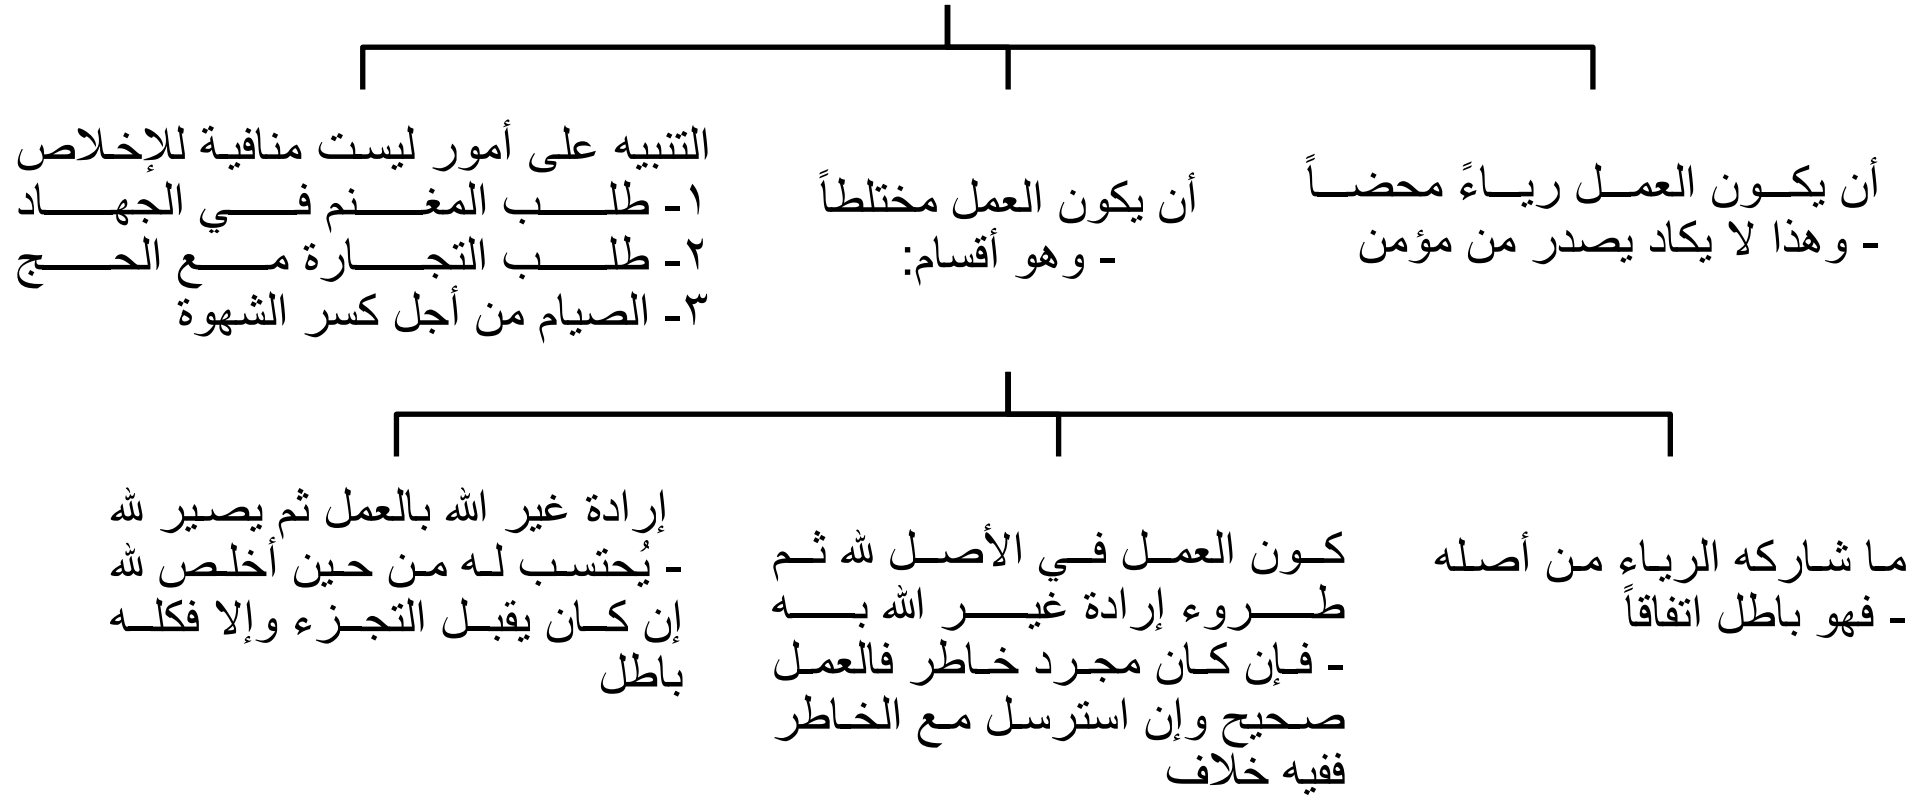 أن يكون العمل رياءً محضاً
- وهذا لا يكاد يصدر من مؤمن
أن يكون العمل مختلطاً
- وهو أقسام:
التنبيه على أمور ليست منافية للإخلاص
١- طلب المغنم في الجهاد
٢- طلب التجارة مع الحج
٣- الصيام من أجل كسر الشهوة
ما شاركه الرياء من أصله
- فهو باطل اتفاقاً
كون العمل في الأصل لله ثم
طروء إرادة غير الله به
- فإن كان مجرد خاطر فالعمل
صحيح وإن استرسل مع الخاطر
ففيه خلاف
إرادة غير الله بالعمل ثم يصير لله
- يُحتسب له من حين أخلص لله
إن كان يقبل التجزء وإلا فكله
باطل